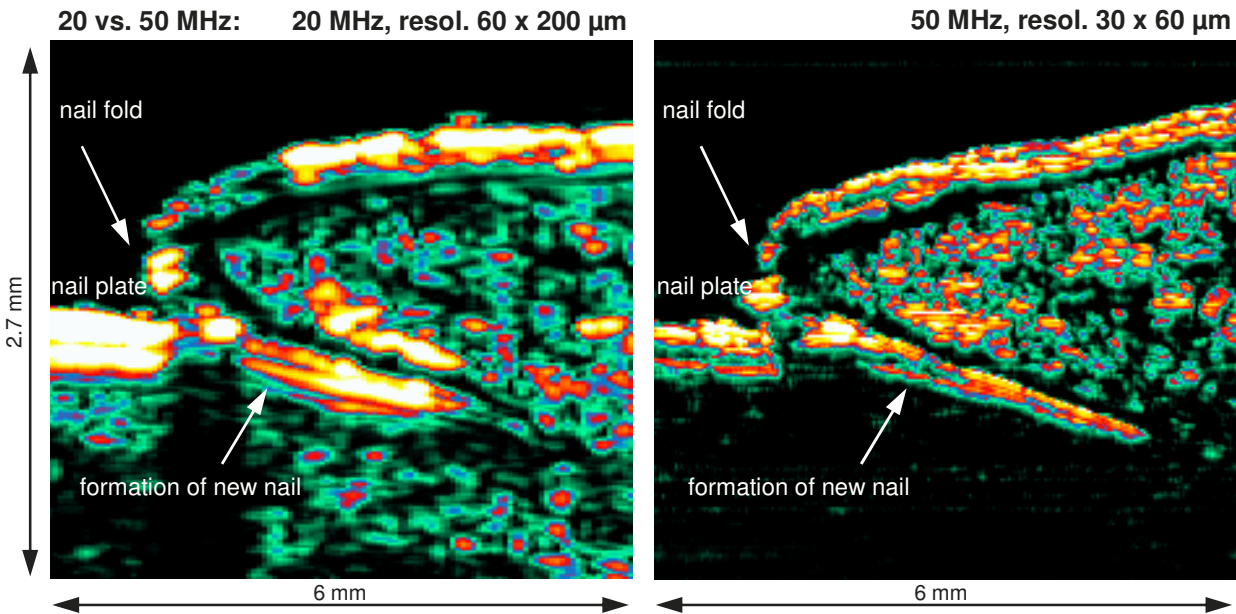 20 vs. 50 MHz: 20 MHz, resol. 60 x 200 µm
50 MHz, resol. 30 x 60 µm
nail fold
nail plate
formation of new nail
2.7 mm
6 mm
nail fold
nail plate
formation of new nail
6 mm